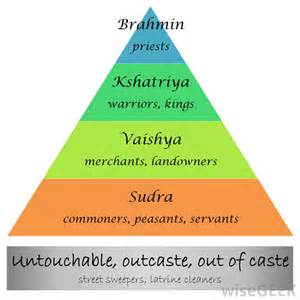 Brahmin
priests
Kshatriya
warriors, kings
Vaishya
merchants, landowners
Sudra
commoners, peasants, servants
Untouchable, outcaste, out of caste
street sweepers, latrine cleaners
wiseGEEK